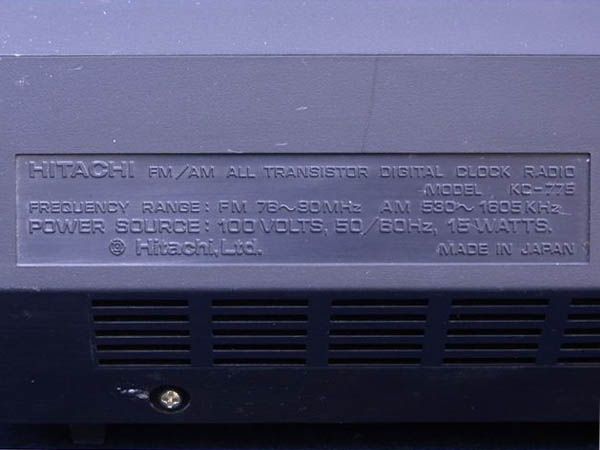 HITACHI FM/AM ALL TRANSISTOR DIGITAL CLOCK RADIO
MODEL KC-775
FREQUENCY RANGE: FM 76~90MHz AM 530~1605KHz
POWER SOURCE: 100 VOLTS, 50/60Hz, 15 WATTS.
Hitachi, Ltd. MADE IN JAPAN